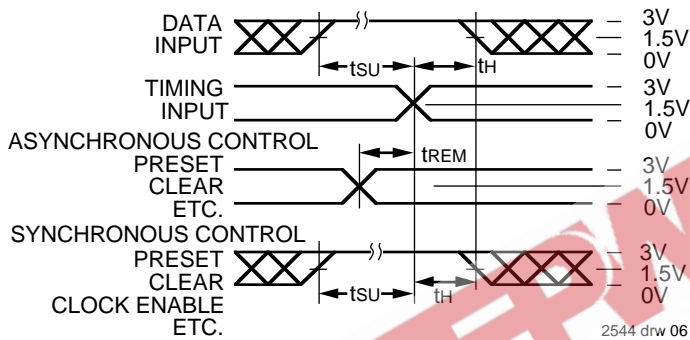 DATA INPUT
3V
1.5V
0V
tSU
tH
TIMING INPUT
3V
1.5V
0V
ASYNCHRONOUS CONTROL
tREM
PRESET
CLEAR
ETC.
3V
1.5V
0V
SYNCHRONOUS CONTROL
PRESET
CLEAR
CLOCK ENABLE
ETC.
tSU
tH
3V
1.5V
0V
2544 drw 06